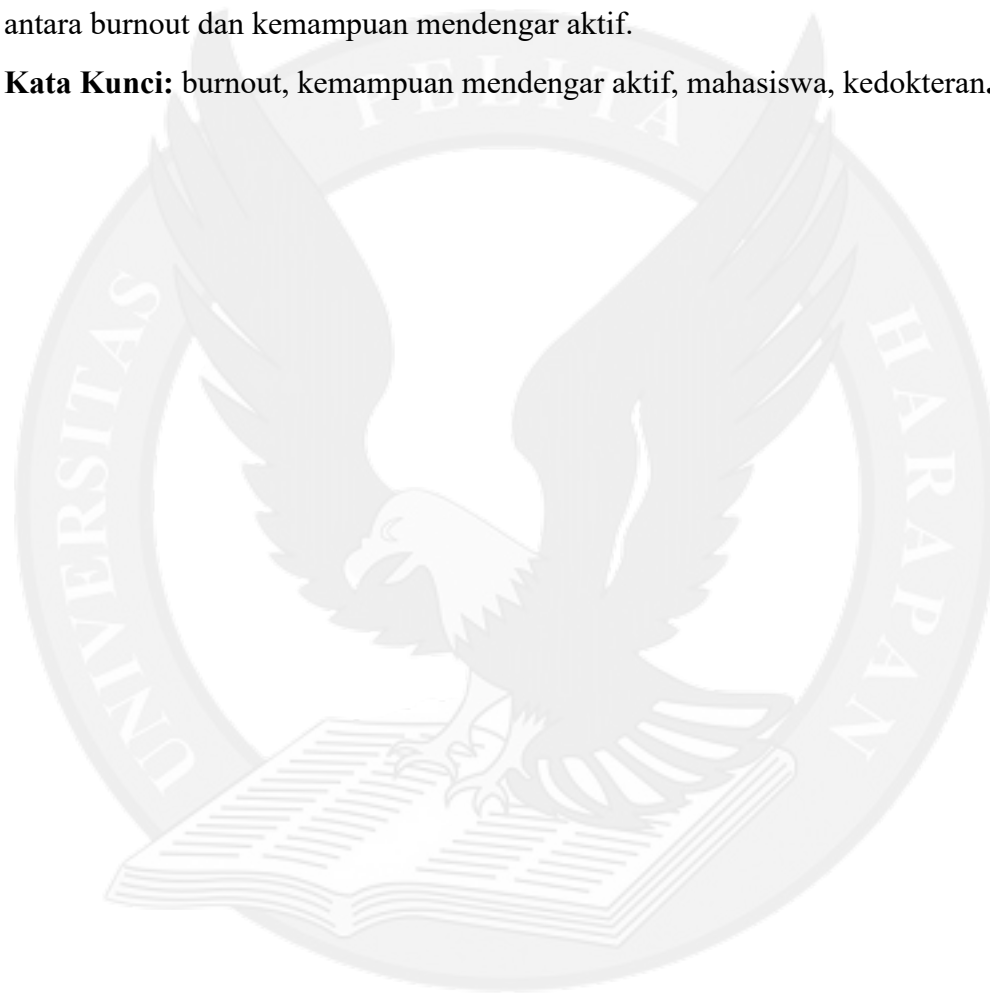 antara burnout dan kemampuan mendengar aktif.
Kata Kunci: burnout, kemampuan mendengar aktif, mahasiswa, kedokteran.
UNIVERSITAS PELITA HARAPAN